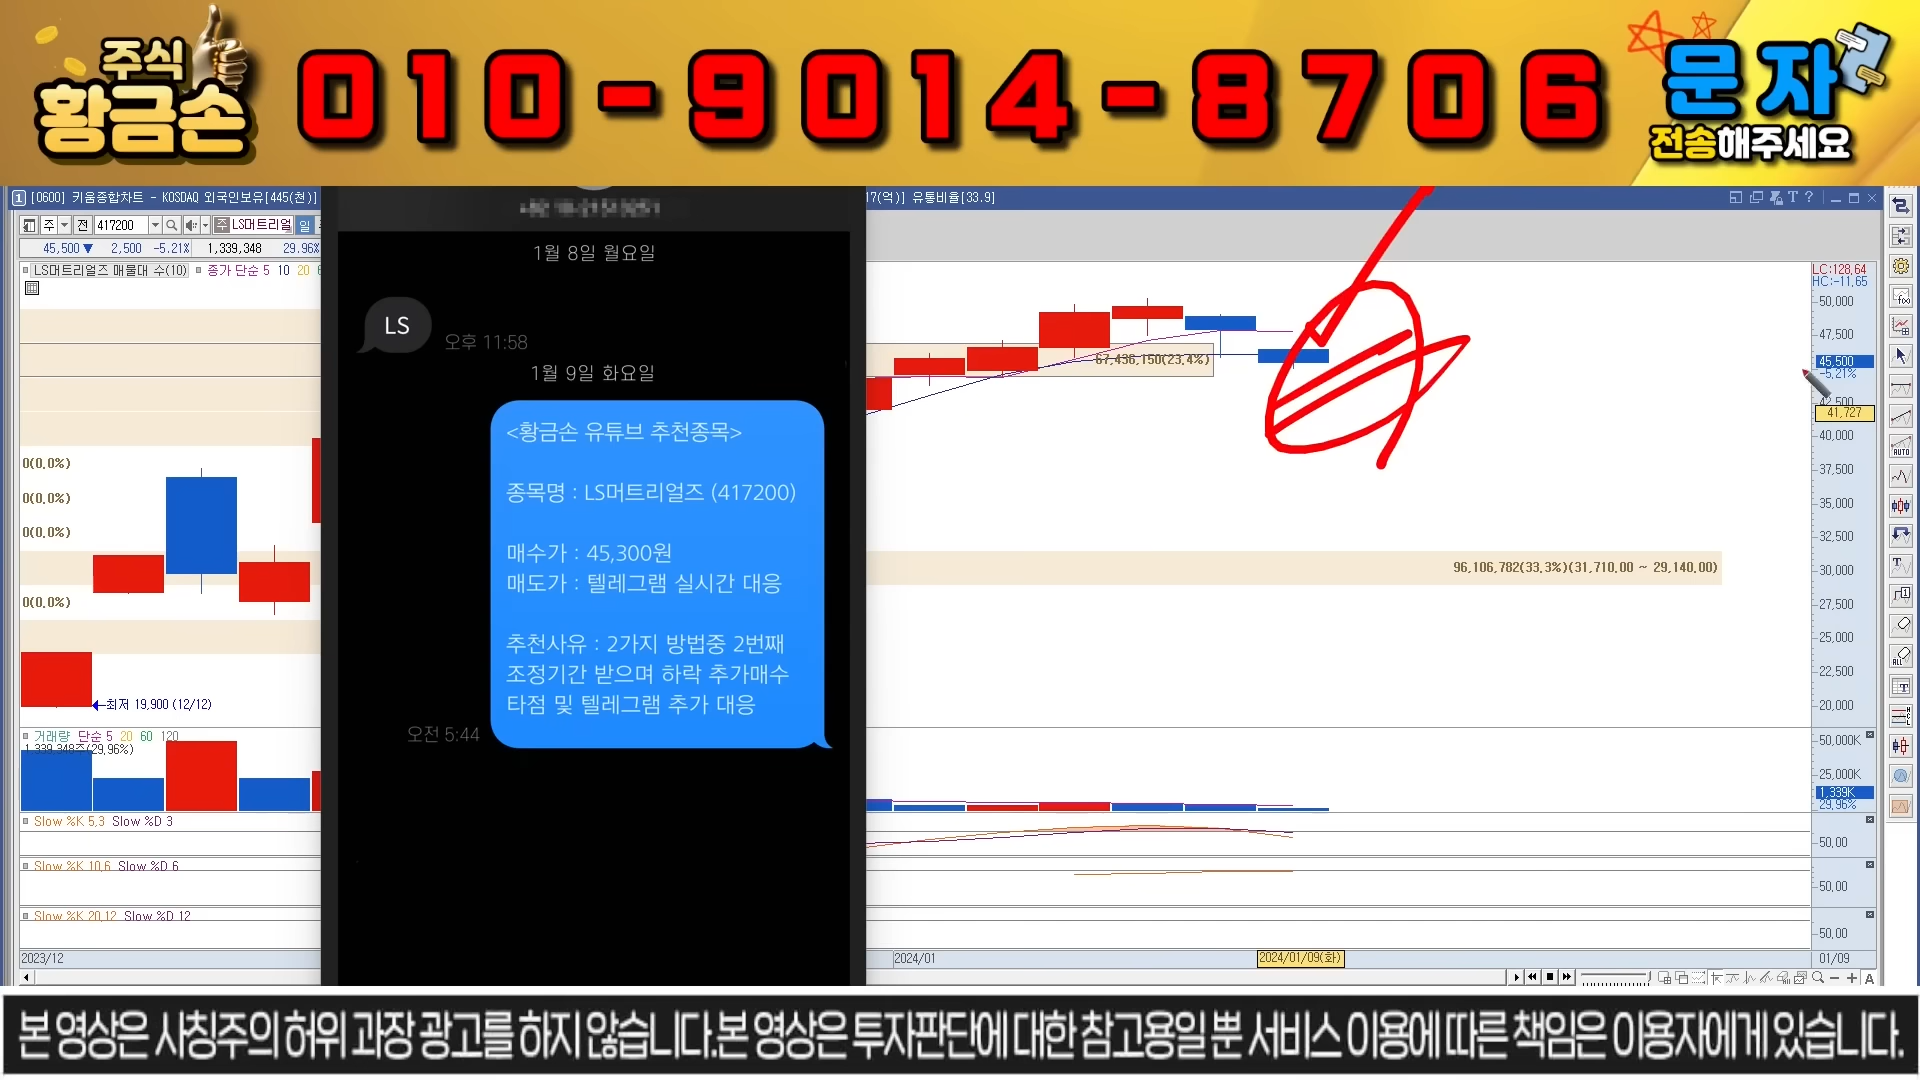 주식
황금손
010-9014-8706
문자
전송해주세요
1 [0600] 키움종합차트 - KOSDAQ 외국인보유[445(천)]
17(억)] 유통비율[33.9]
주 전 417200 주 LS머트리얼 일
45,500 ▼ 2,500 -5.21% 1,339,348 29.96%
LS머트리얼즈 매물대 수(10) 종가 단순 5 10 20 6
LC:128,64
HC:-11,65
50,000
47,500
45,500
-5,21%
42,500
41,727
40,000
37,500
35,000
32,500
30,000
27,500
25,000
22,500
20,000
67,436,150(23.4%)
96,106,782(33.3%)(31,710.00 ~ 29,140.00)
0(0.0%)
0(0.0%)
0(0.0%)
0(0.0%)
←최저 19,900 (12/12)
1월 8일 월요일
LS
오후 11:58
1월 9일 화요일
<황금손 유튜브 추천종목>
종목명 : LS머트리얼즈 (417200)
매수가 : 45,300원
매도가 : 텔레그램 실시간 대응
추천사유 : 2가지 방법중 2번째
조정기간 받으며 하락 추가매수
타점 및 텔레그램 추가 대응
오전 5:44
거래량 단순 5 20 60 120
1,339,348주(29.96%)
50,000K
25,000K
1,339K
29,96%
Slow %K 5,3 Slow %D 3
50,00
Slow %K 10,6 Slow %D 6
50,00
Slow %K 20,12 Slow %D 12
50,00
2023/12
2024/01
2024/01/09(화)
01/09
본 영상은 사칭주의 허위 과장 광고를 하지 않습니다.본 영상은 투자판단에 대한 참고용일 뿐 서비스 이용에 따른 책임은 이용자에게 있습니다.